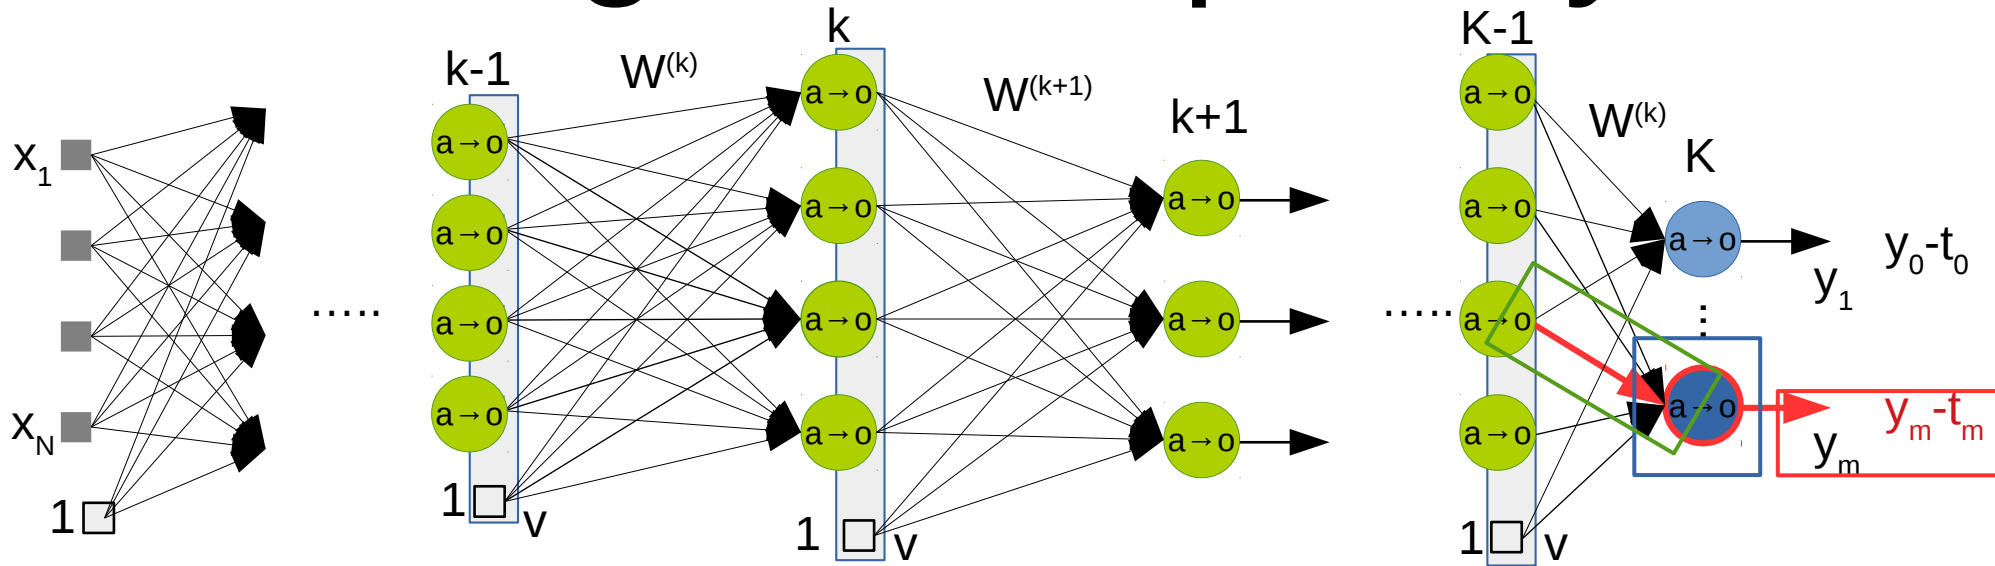 x1
xN
1
.....
k-1
a→o
a→o
a→o
a→o
1
v
W(k)
k
a→o
a→o
a→o
a→o
1
v
W(k+1)
k+1
a→o
a→o
a→o
.....
K-1
a→o
a→o
a→o
a→o
1
v
W(k)
K
a→o
y1
y0-t0
...
a→o
ym
ym-tm